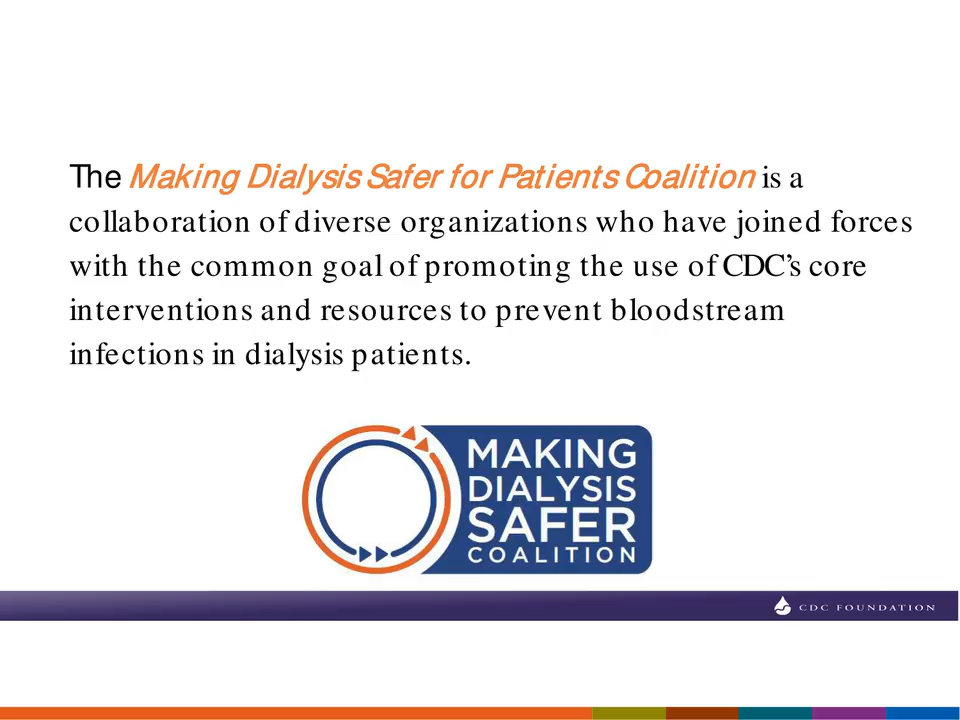 The Making Dialysis Safer for Patients Coalition is a
collaboration of diverse organizations who have joined forces
with the common goal of promoting the use of CDC’s core
interventions and resources to prevent bloodstream
infections in dialysis patients.
MAKING
DIALYSIS
SAFER
COALITION
CDC FOUNDATION